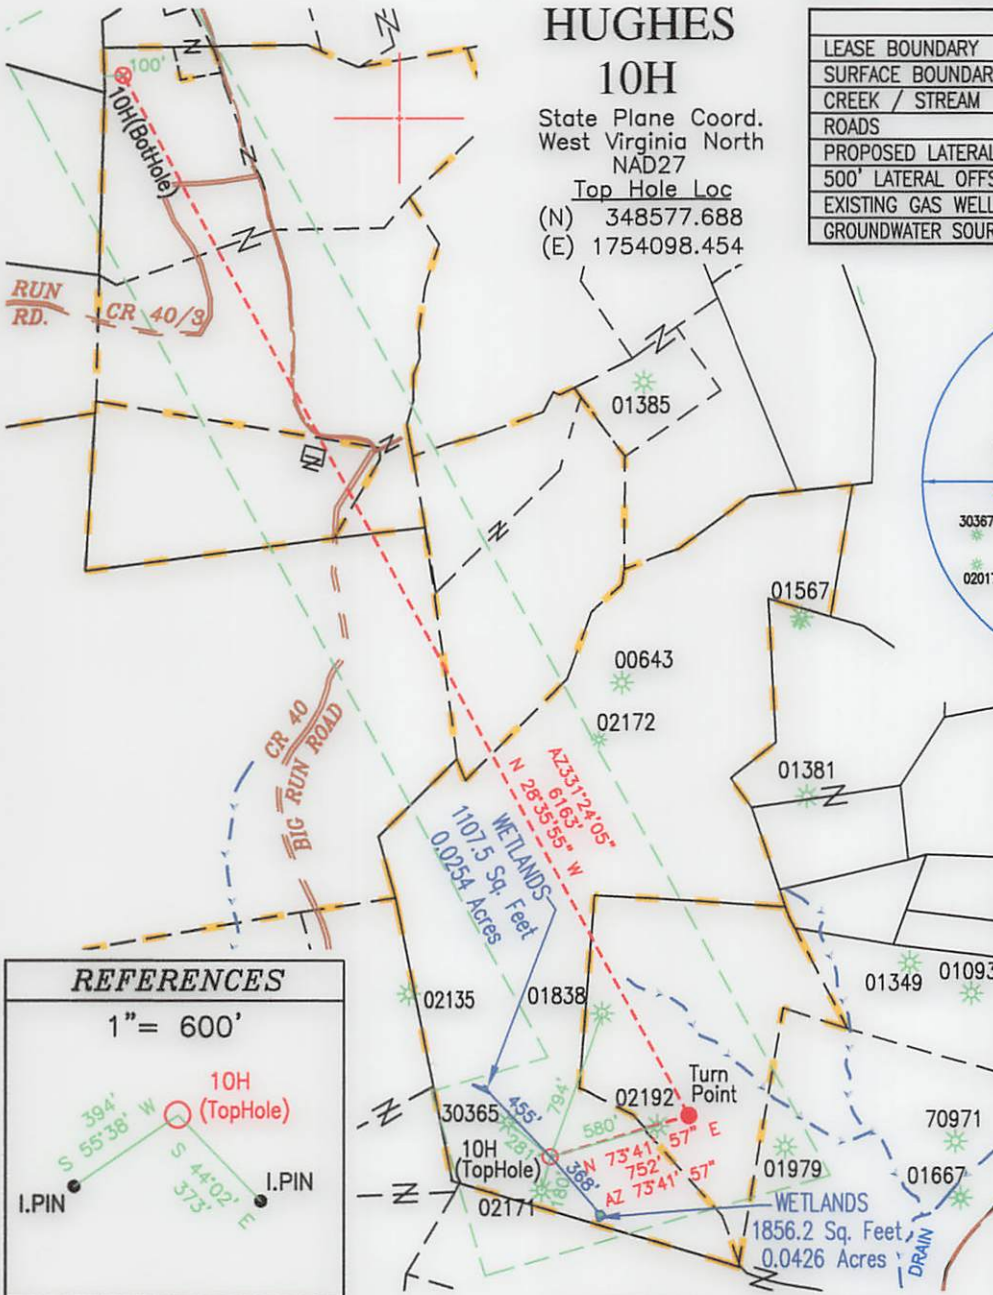 HUGHES
10H
State Plane Coord.
West Virginia North
NAD27
Top Hole Loc
(N) 348577.688
(E) 1754098.454
LEASE BOUNDARY
SURFACE BOUNDAR
CREEK / STREAM
ROADS
PROPOSED LATERAL
500' LATERAL OFFS
EXISTING GAS WELL
GROUNDWATER SOUR
100'
10H(BotHole)
RUN
RD.
CR 40/3
01385
30367
0201
01567
00643
02172
CR 40
BIG RUN ROAD
01381
AZ331°24'05"
6163'
N 28°35'55" W
WETLANDS
1107.5 Sq. Feet
0.0254 Acres
02135
01838
01349
01093
794'
455'
30365
281'
10H
(TopHole)
02192
580'
Turn
Point
N 73°41' 57" E
752'
AZ 73°41' 57"
368'
180'
02171
01979
70971
01667
WETLANDS
1856.2 Sq. Feet
0.0426 Acres
DRAIN
REFERENCES
1"= 600'
10H
(TopHole)
394'
S 55°38' W
S 44°02' E
373'
I.PIN
I.PIN